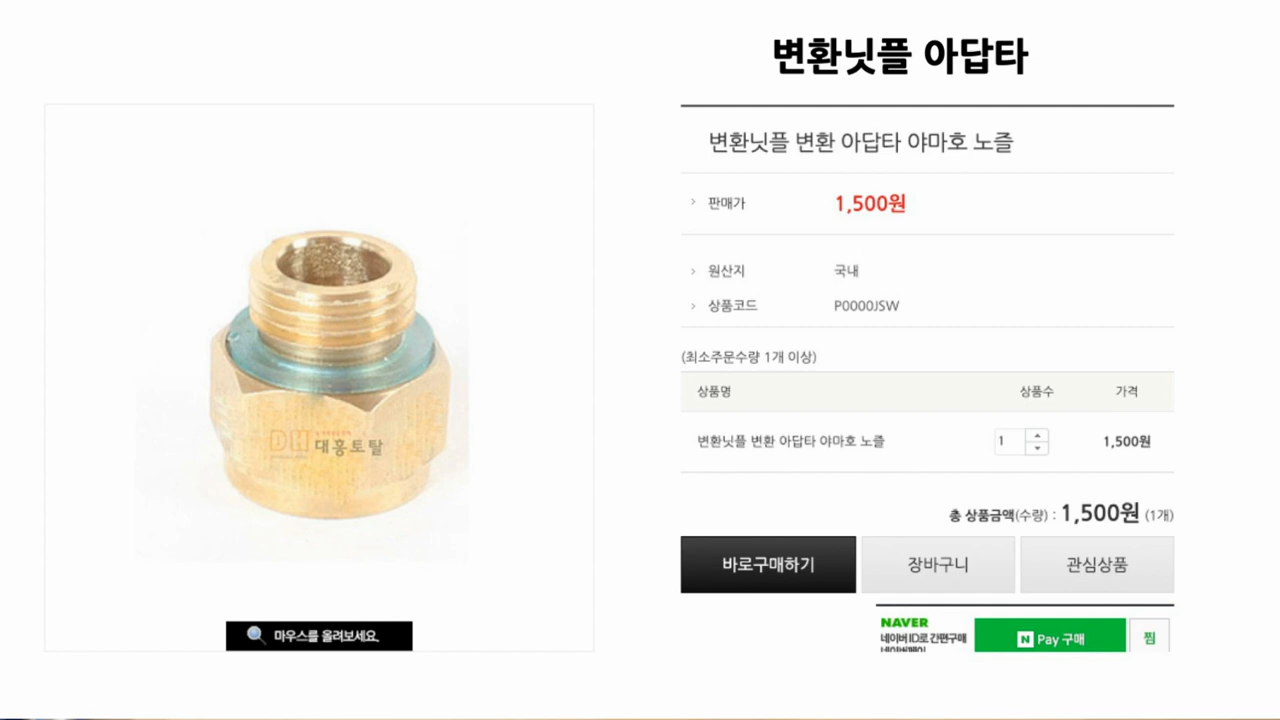 변환닛플 아답타
변환닛플 변환 아답타 야마호 노즐
판매가 1,500원
원산지 국내
상품코드 P0000JSW
(최소주문수량 1개 이상)
상품명 상품수 가격
변환닛플 변환 아답타 야마호 노즐 1 1,500원
총 상품금액(수량) : 1,500원 (1개)
바로구매하기 장바구니 관심상품
DH 대흥토탈
마우스를 올려보세요.
NAVER
네이버 ID로 간편구매
네이버페이
N Pay 구매 찜